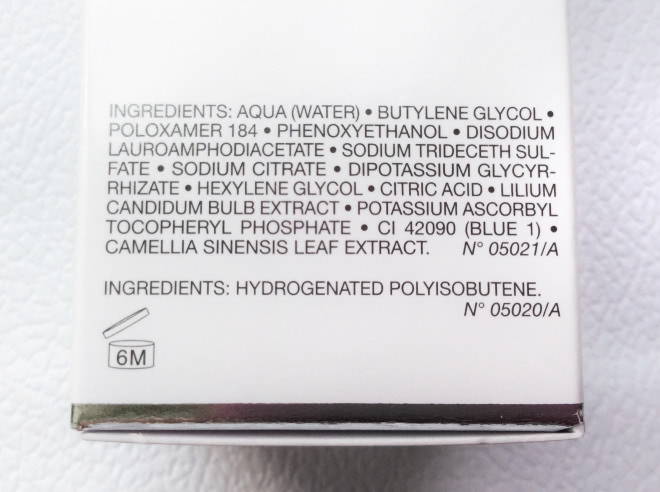 INGREDIENTS: AQUA (WATER) • BUTYLENE GLYCOL •
POLOXAMER 184 • PHENOXYETHANOL • DISODIUM
LAUROAMPHODIACETATE • SODIUM TRIDECETH SUL-
FATE • SODIUM CITRATE • DIPOTASSIUM GLYCYR-
RHIZATE • HEXYLENE GLYCOL • CITRIC ACID • LILIUM
CANDIDUM BULB EXTRACT • POTASSIUM ASCORBYL
TOCOPHERYL PHOSPHATE • CI 42090 (BLUE 1) •
CAMELLIA SINENSIS LEAF EXTRACT. N° 05021/A
INGREDIENTS: HYDROGENATED POLYISOBUTENE.
N° 05020/A
6M